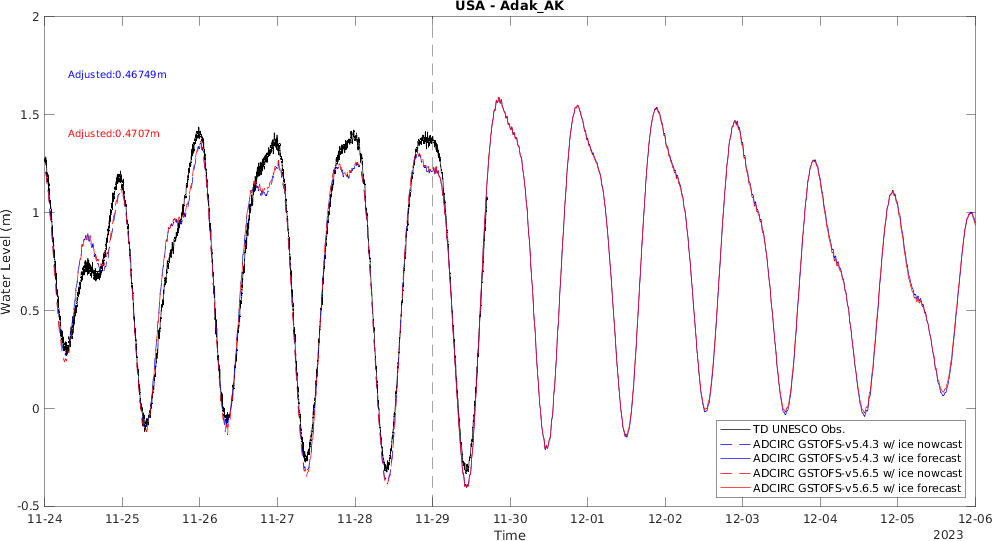 USA - Adak_AK
2
1.5
1
0.5
0
-0.5
Water Level (m)
Adjusted:0.46749m
Adjusted:0.4707m
TD UNESCO Obs.
ADCIRC GSTOFS-v5.4.3 w/ ice nowcast
ADCIRC GSTOFS-v5.4.3 w/ ice forecast
ADCIRC GSTOFS-v5.6.5 w/ ice nowcast
ADCIRC GSTOFS-v5.6.5 w/ ice forecast
11-24 11-25 11-26 11-27 11-28 11-29 11-30 12-01 12-02 12-03 12-04 12-05 12-06
Time
2023